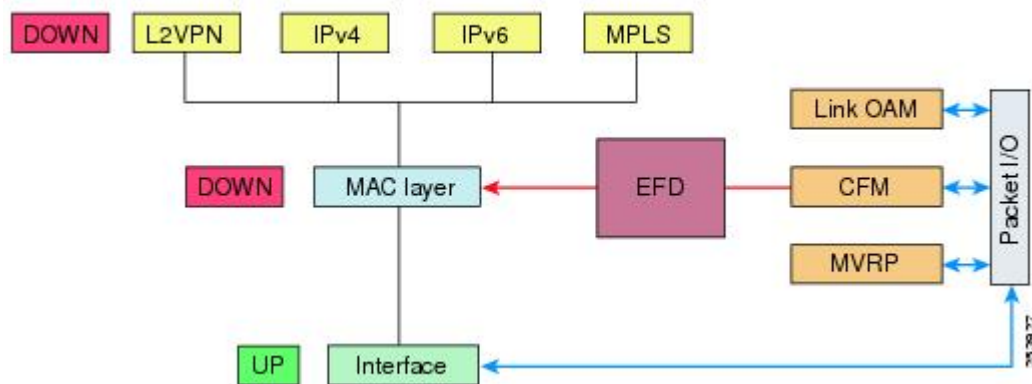 DOWN L2VPN IPv4 IPv6 MPLS
Link OAM
DOWN MAC layer EFD CFM
Packet I/O
MVRP
UP Interface